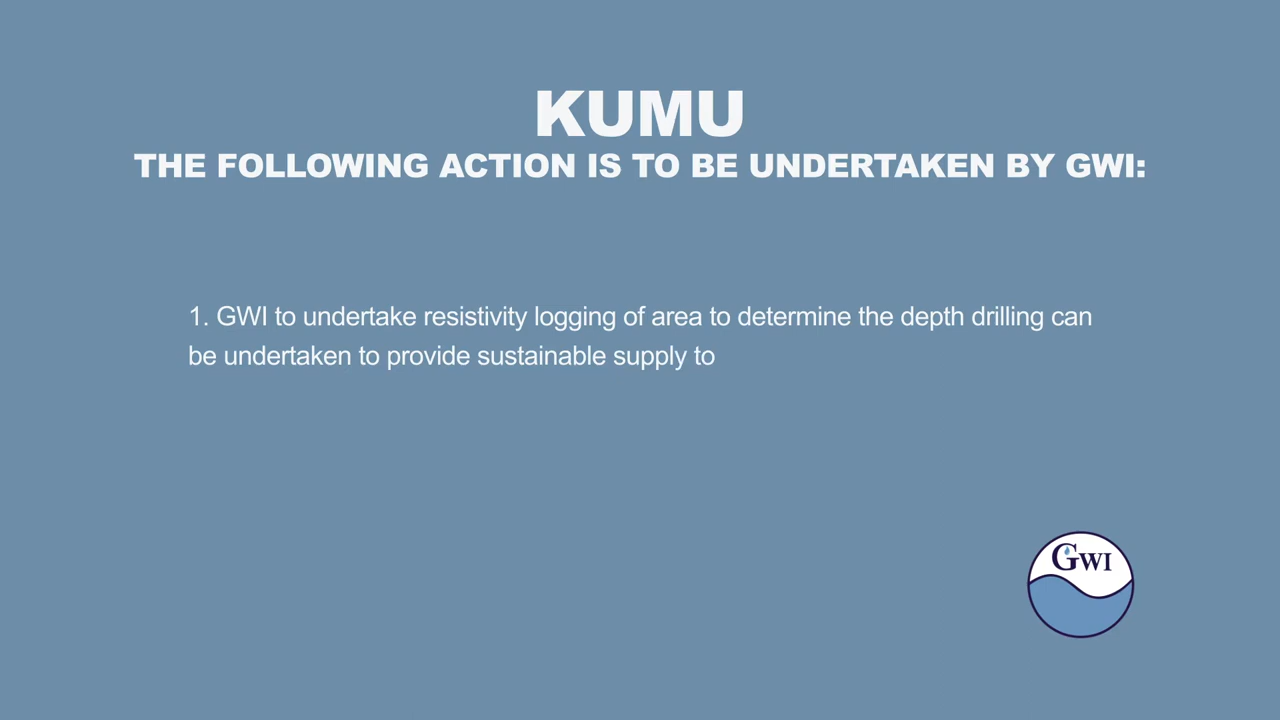 KUMU
THE FOLLOWING ACTION IS TO BE UNDERTAKEN BY GWI:
1. GWI to undertake resistivity logging of area to determine the depth drilling can
be undertaken to provide sustainable supply to
GWI